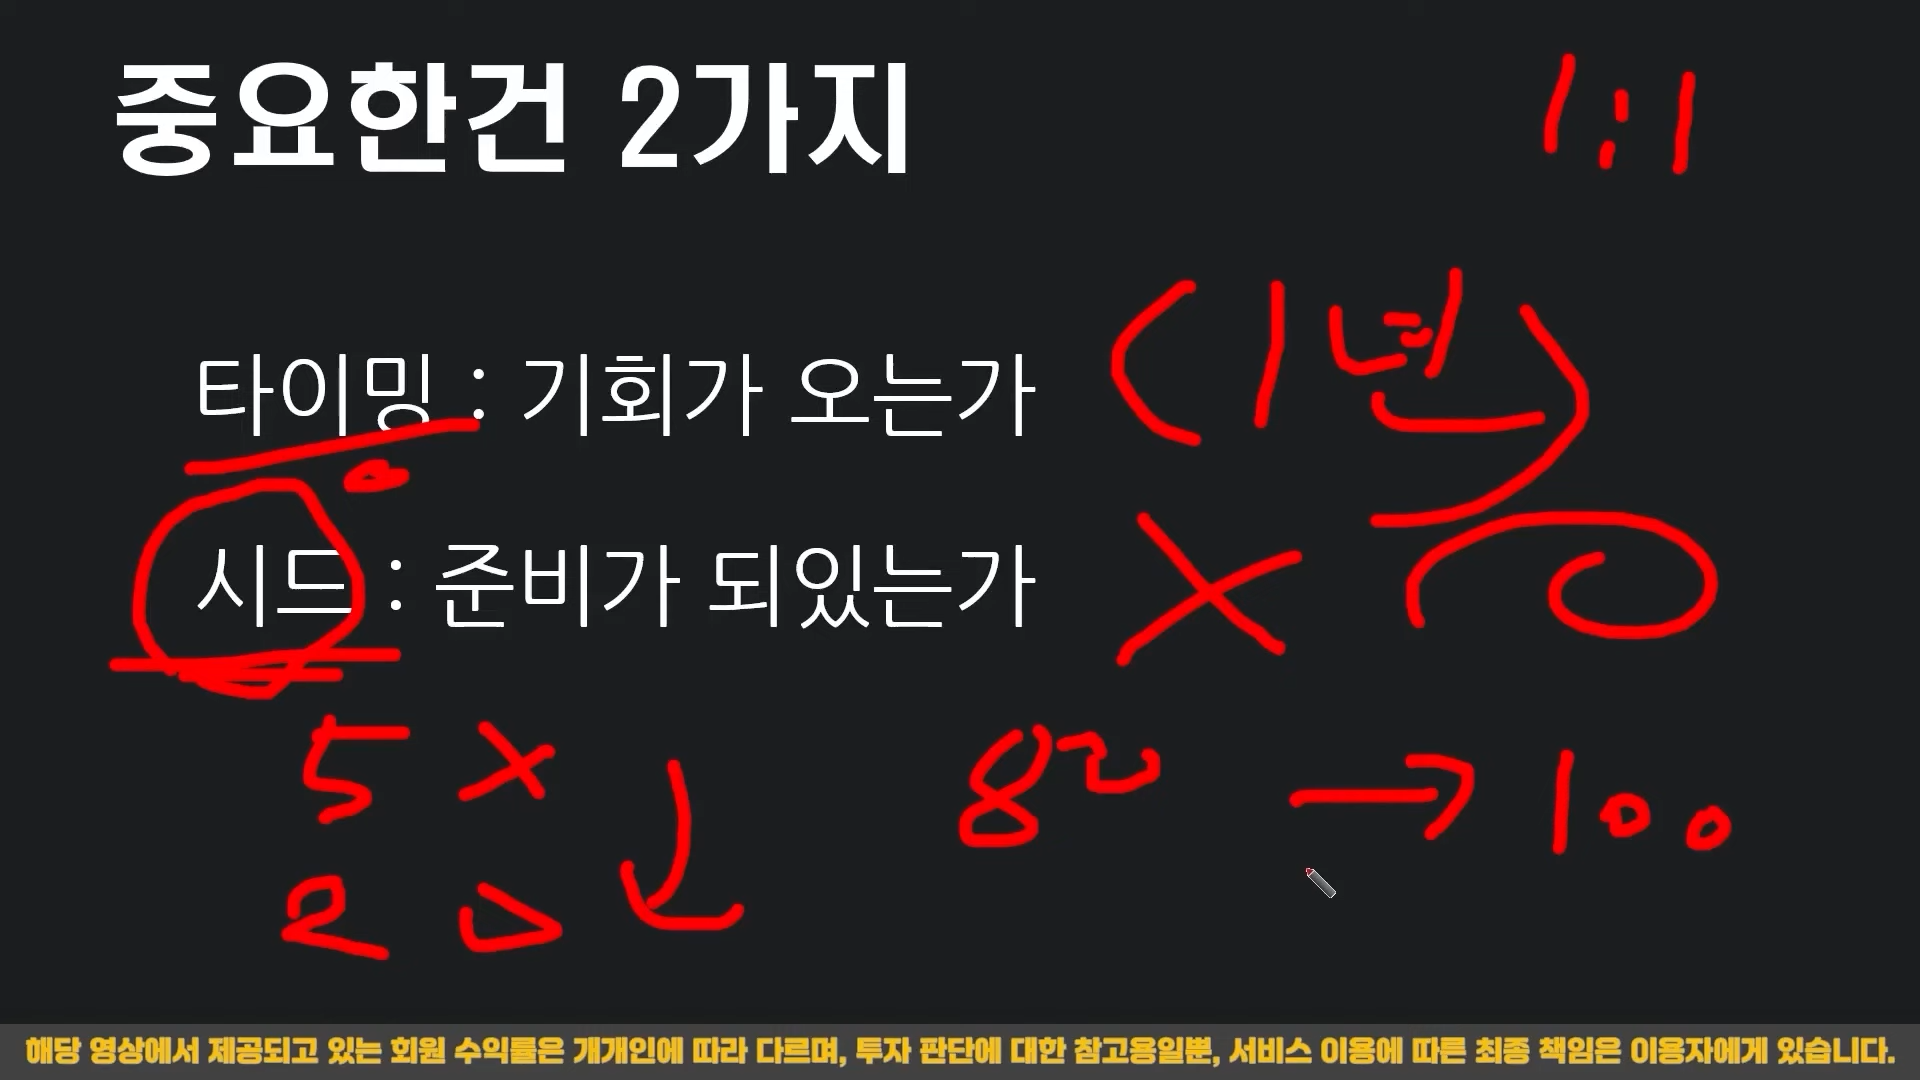 중요한건 2가지
1:1
타이밍 : 기회가 오는가
(1년)
시드 : 준비가 되있는가
5 X
80
→ 100
2 △
해당 영상에서 제공되고 있는 회원 수익률은 개개인에 따라 다르며, 투자 판단에 대한 참고용일뿐, 서비스 이용에 따른 최종 책임은 이용자에게 있습니다.